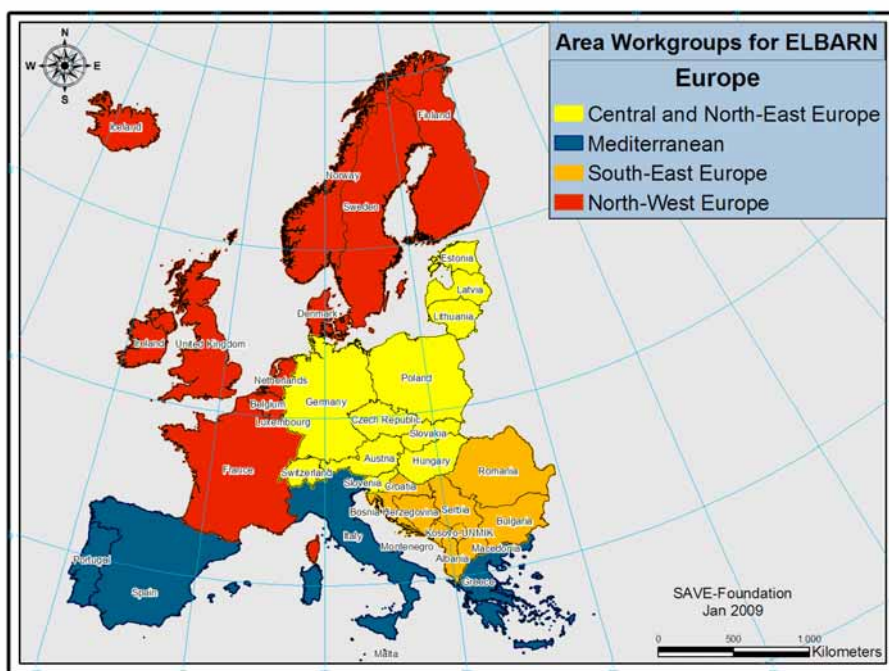 N
W E
S
Area Workgroups for ELBARN
Europe
Central and North-East Europe
Mediterranean
South-East Europe
North-West Europe
Iceland
Finland
Norway
Sweden
Estonia
Latvia
Lithuania
Denmark
Ireland
United Kingdom
Netherlands
Poland
Belgium
Germany
Luxembourg
Czech Republic
Slovakia
Austria
Hungary
France
Switzerland
Slovenia
Croatia
Romania
Bosnia Herzegovina
Serbia
Bulgaria
Italy
Kosovo-UNMIK
Montenegro
Macedonia
Albania
Portugal
Spain
Greece
Malta
SAVE-Foundation
Jan 2009
0 500 1.000
Kilometers